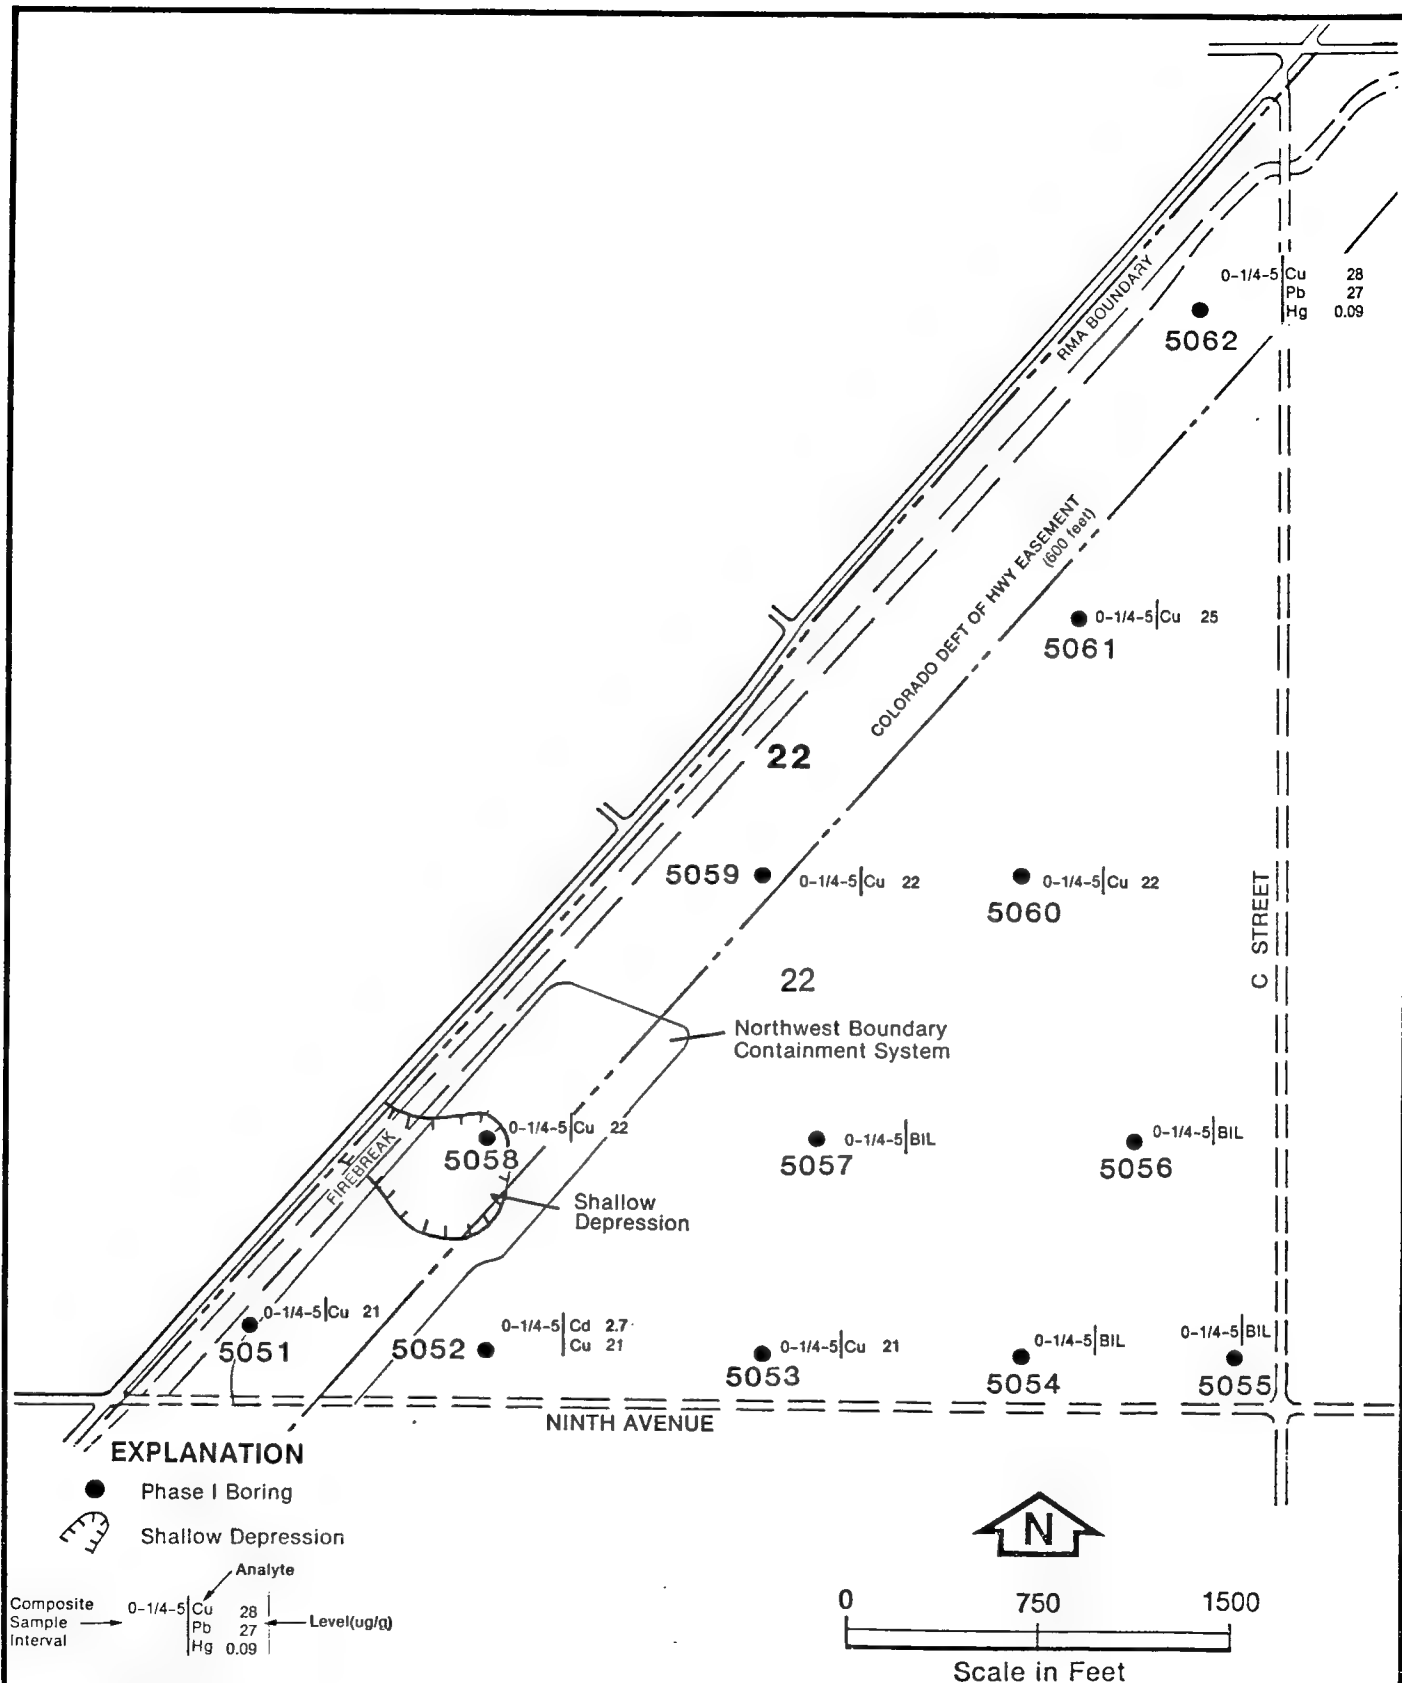 0-1/4-5 Cu 28
Pb 27
Hg 0.09
5062
RMA BOUNDARY
COLORADO DEPT OF HWY EASEMENT
(600 feet)
0-1/4-5 Cu 25
5061
22
5059
0-1/4-5 Cu 22
0-1/4-5 Cu 22
5060
C STREET
22
Northwest Boundary
Containment System
0-1/4-5 Cu 22
5058
0-1/4-5 BIL
5057
0-1/4-5 BIL
5056
FIREBREAK
Shallow
Depression
0-1/4-5 Cu 21
5051
5052
0-1/4-5 Cd 2.7
Cu 21
0-1/4-5 Cu 21
5053
0-1/4-5 BIL
5054
0-1/4-5 BIL
5055
NINTH AVENUE
EXPLANATION
Phase I Boring
Shallow Depression
Analyte
Composite
Sample
Interval
0-1/4-5 Cu 28
Pb 27
Hg 0.09
Level(ug/g)
N
0 750 1500
Scale in Feet